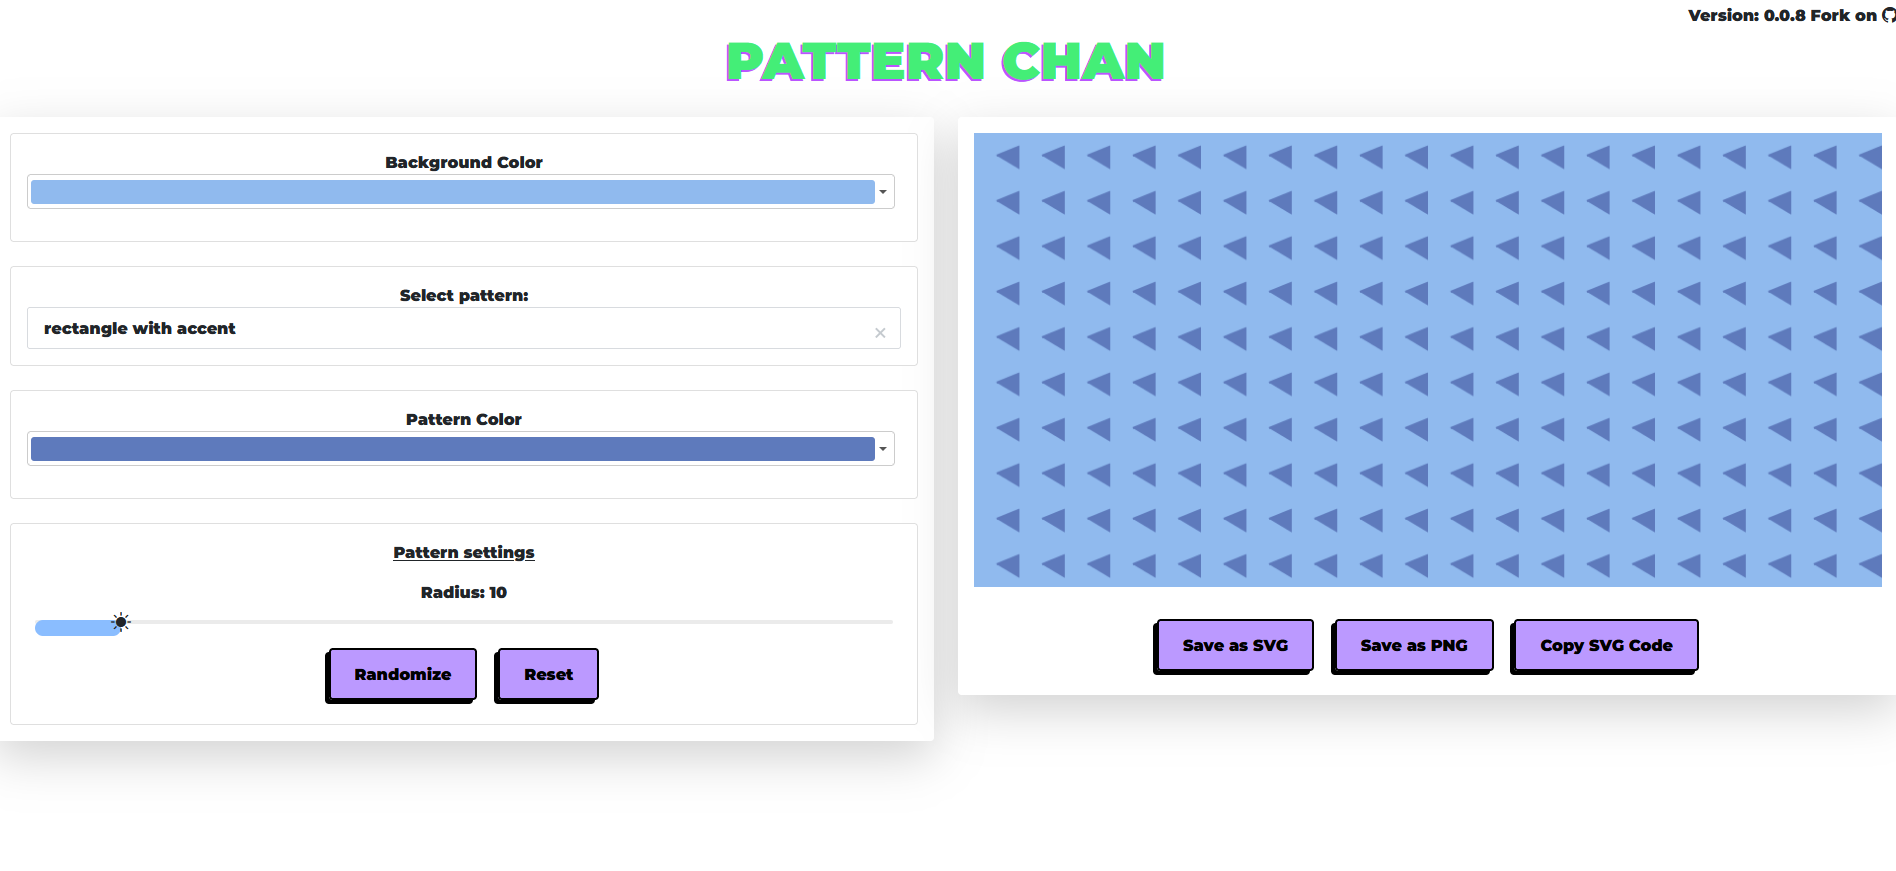 Version: 0.0.8 Fork on
PATTERN CHAN
Background Color
Select pattern:
rectangle with accent
Pattern Color
Pattern settings
Radius: 10
Randomize
Reset
Save as SVG
Save as PNG
Copy SVG Code